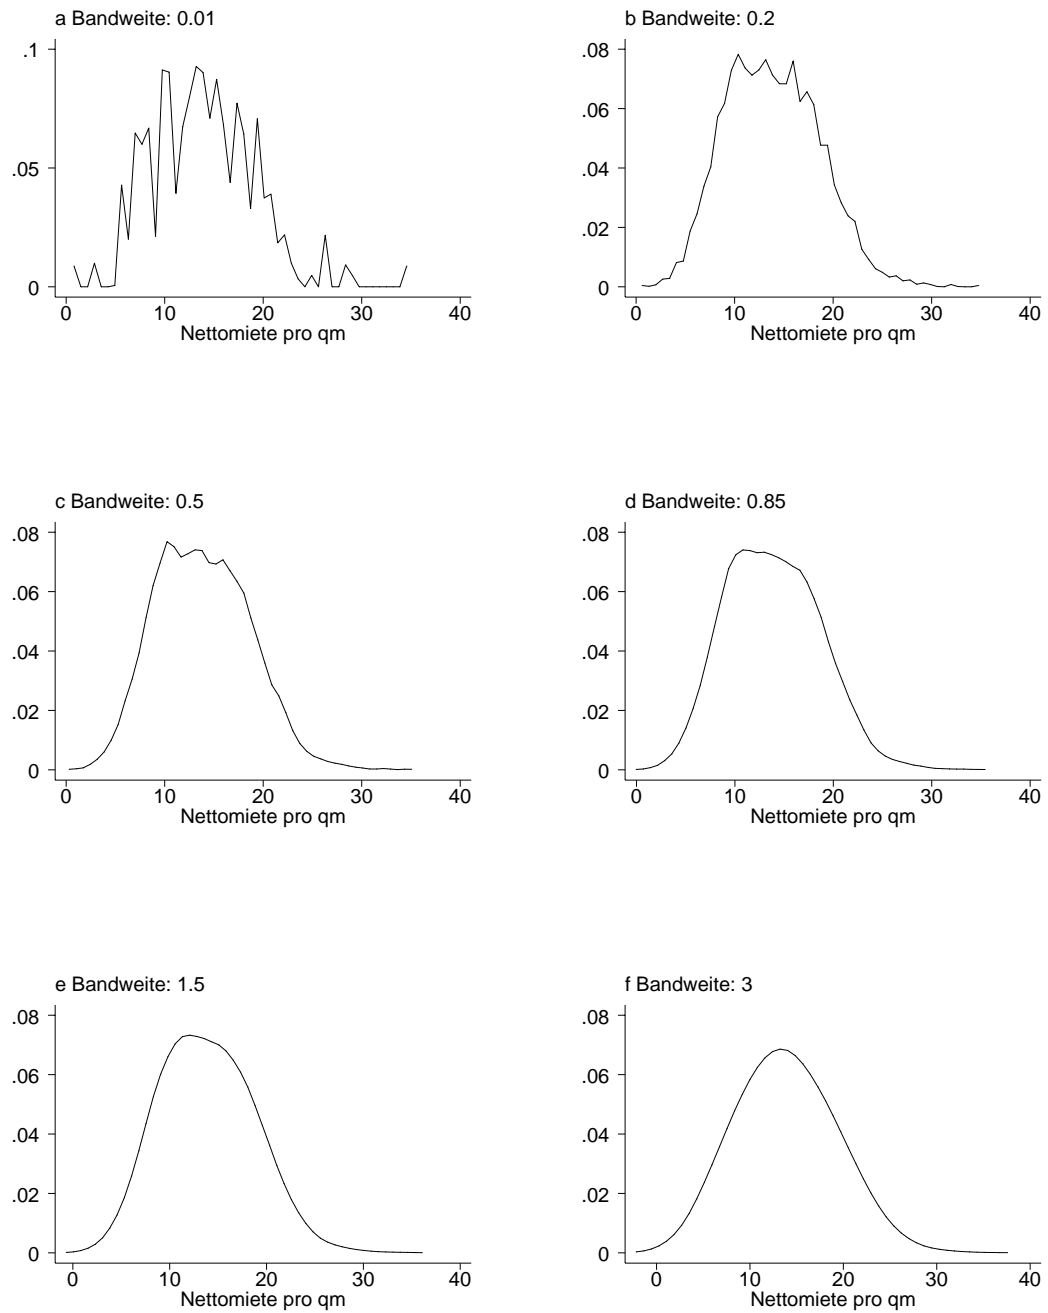 a Bandweite: 0.01
.1
.05
0
0 10 20 30 40
Nettomiete pro qm
b Bandweite: 0.2
.08
.06
.04
.02
0
0 10 20 30 40
Nettomiete pro qm
c Bandweite: 0.5
.08
.06
.04
.02
0
0 10 20 30 40
Nettomiete pro qm
d Bandweite: 0.85
.08
.06
.04
.02
0
0 10 20 30 40
Nettomiete pro qm
e Bandweite: 1.5
.08
.06
.04
.02
0
0 10 20 30 40
Nettomiete pro qm
f Bandweite: 3
.08
.06
.04
.02
0
0 10 20 30 40
Nettomiete pro qm